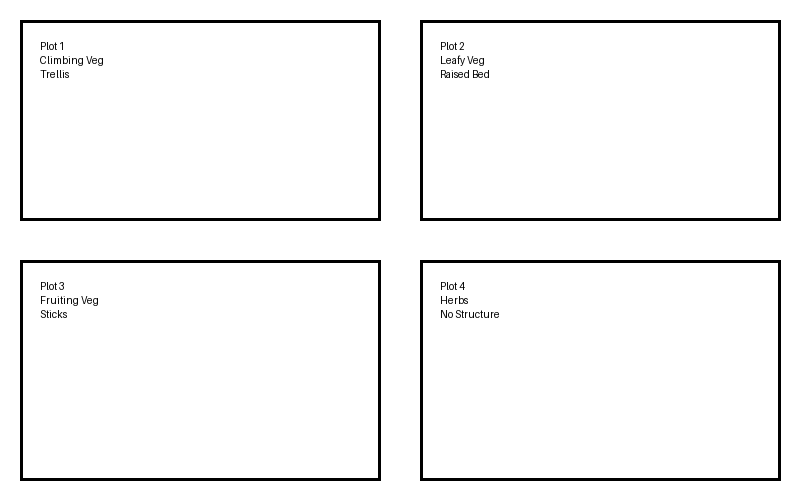 Plot 1
Climbing Veg
Trellis
Plot 2
Leafy Veg
Raised Bed
Plot 3
Fruiting Veg
Sticks
Plot 4
Herbs
No Structure